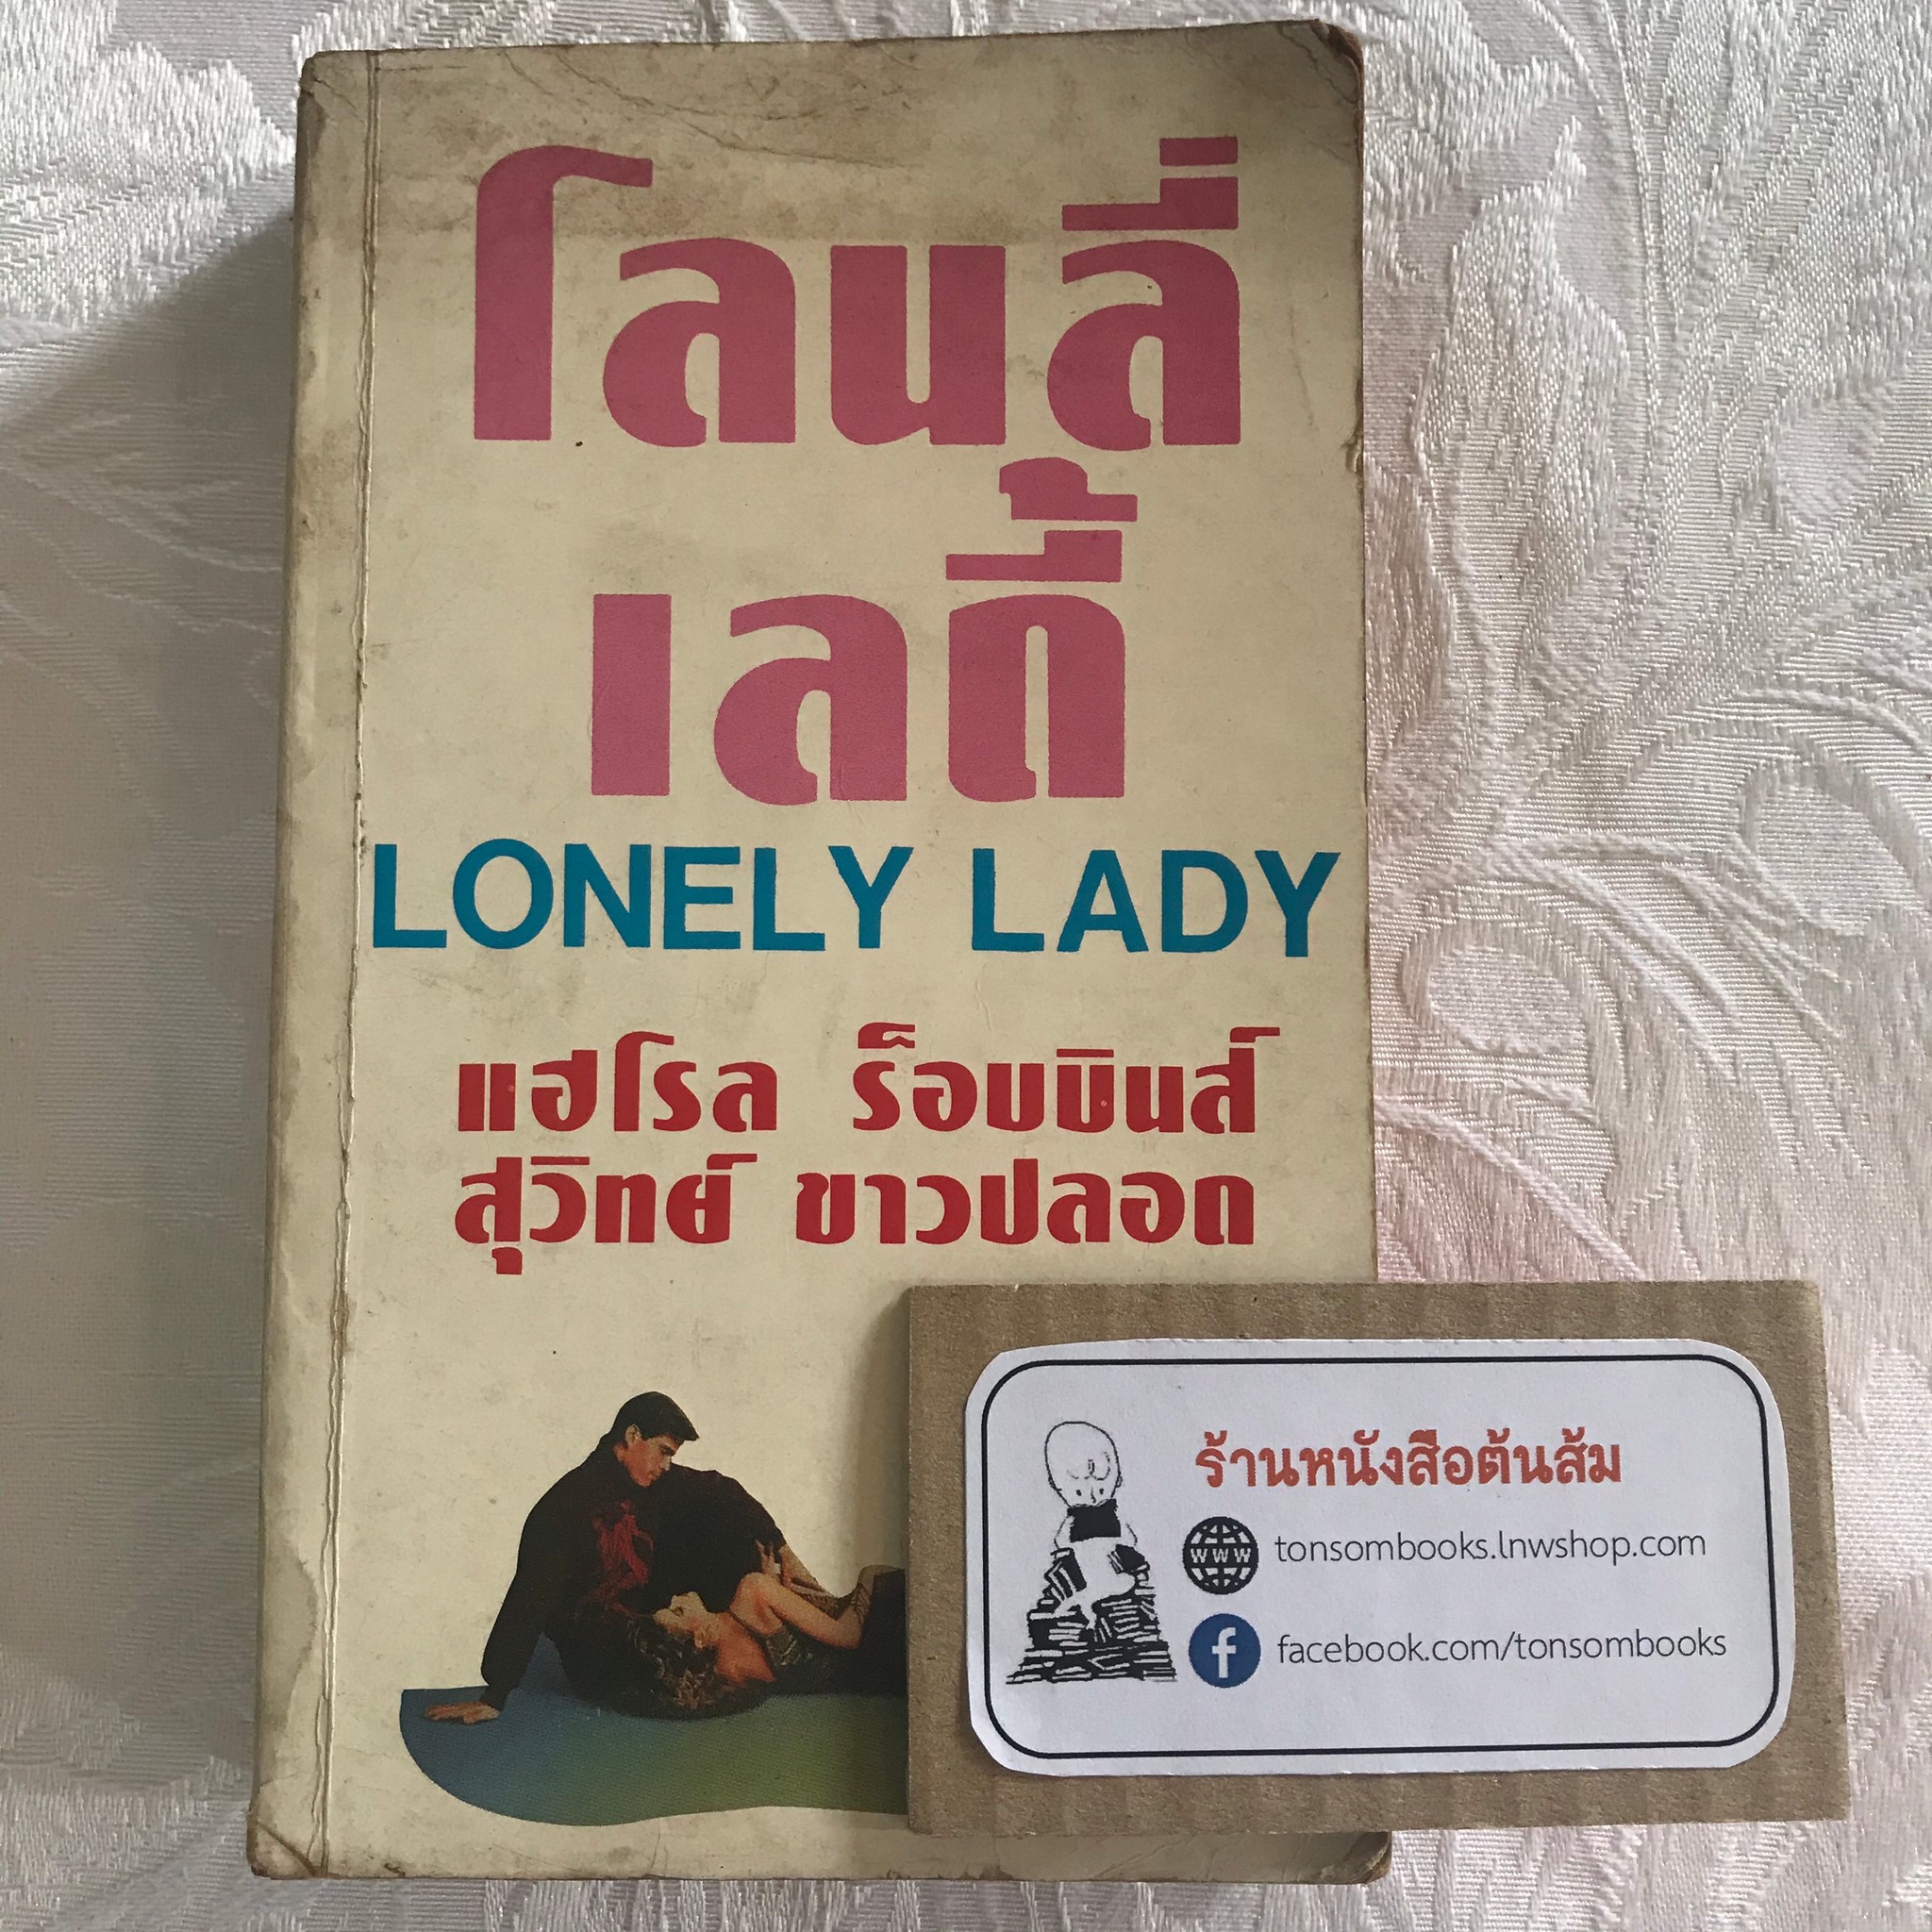 โลนลี่
เลดี้
LONELY LADY
แฮโรล ร็อบบินส์
สุวิทย์ ขาวปลอด
ร้านหนังสือต้นส้ม
www tonsombooks.lnwshop.com
f facebook.com/tonsombooks